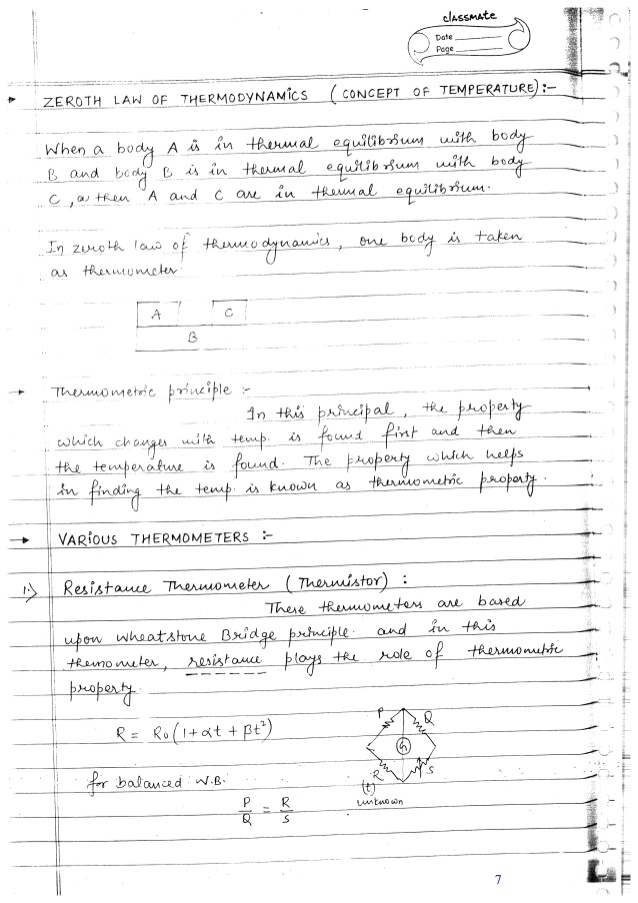 classmate
Date
Page
ZEROTH LAW OF THERMODYNAMICS (CONCEPT OF TEMPERATURE):-
When a body A is in thermal equilibrium with body
B and body B is in thermal equilibrium with body
C, then A and C are in thermal equilibrium.
In zeroth law of thermodynamics, one body is taken
as thermometer.
A C
B
Thermometric principle :-
In this principal, the property
which changes with temp. is found first and then
the temperature is found. The property which helps
in finding the temp. is known as thermometric property.
VARIOUS THERMOMETERS :-
1.) Resistance Thermometer (Thermistor) :
These thermometers are based
upon wheatstone Bridge principle. and in this
themometer, resistance plays the role of thermometric
property.
R = R₀(1+αt + βt²)
P Q
G
R S
(t)
unknown
for balanced W.B.
P/Q = R/S
7